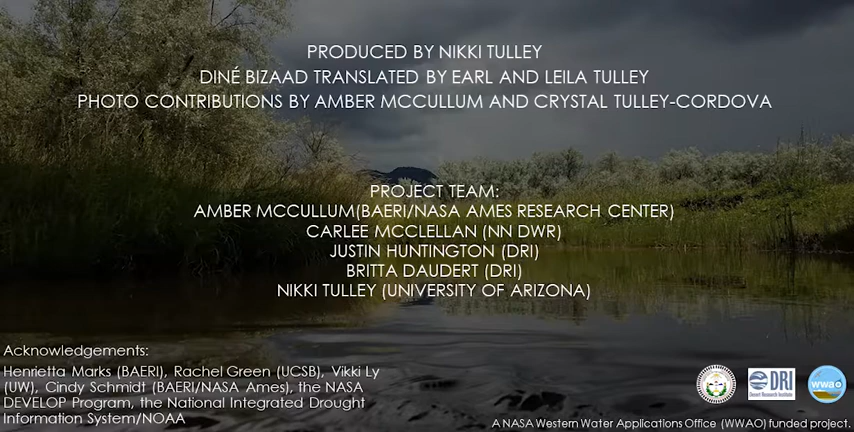 PRODUCED BY NIKKI TULLEY
DINÉ BIZAAD TRANSLATED BY EARL AND LEILA TULLEY
PHOTO CONTRIBUTIONS BY AMBER MCCULLUM AND CRYSTAL TULLEY-CORDOVA
PROJECT TEAM:
AMBER MCCULLUM(BAERI/NASA AMES RESEARCH CENTER)
CARLEE MCCLELLAN (NN DWR)
JUSTIN HUNTINGTON (DRI)
BRITTA DAUDERT (DRI)
NIKKI TULLEY (UNIVERSITY OF ARIZONA)
Acknowledgements:
Henrietta Marks (BAERI), Rachel Green (UCSB), Vikki Ly
(UW), Cindy Schmidt (BAERI/NASA Ames), the NASA
DEVELOP Program, the National Integrated Drought
Information System/NOAA
DRI
Desert Research Institute
wwao
A NASA Western Water Applications Office (WWAO) funded project.